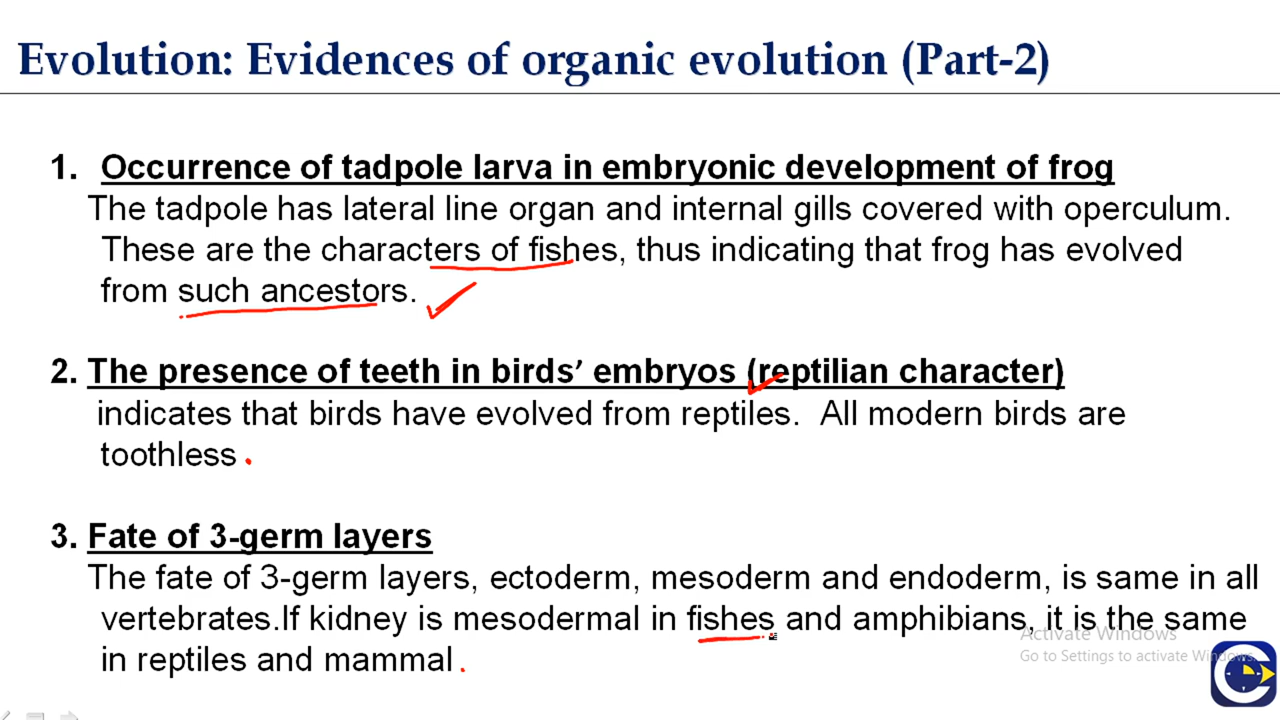 Evolution: Evidences of organic evolution (Part-2)
1. Occurrence of tadpole larva in embryonic development of frog
The tadpole has lateral line organ and internal gills covered with operculum.
These are the characters of fishes, thus indicating that frog has evolved
from such ancestors.
2. The presence of teeth in birds’ embryos (reptilian character)
indicates that birds have evolved from reptiles. All modern birds are
toothless
3. Fate of 3-germ layers
The fate of 3-germ layers, ectoderm, mesoderm and endoderm, is same in all
vertebrates.If kidney is mesodermal in fishes and amphibians, it is the same
in reptiles and mammal
Activate Windows
Go to Settings to activate Windows.